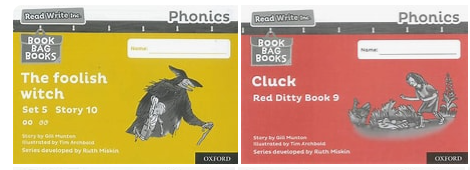 Read Write Inc.
Phonics
BOOK
BAG
BOOKS
Name:
The foolish
witch
Set 5 Story 10
oo oo
Story by Gill Munton
Illustrated by Tim Archbold
Series developed by Ruth Miskin
OXFORD
Read Write Inc.
Phonics
BOOK
BAG
BOOKS
Name:
Cluck
Red Ditty Book 9
Story by Gill Munton
Illustrated by Tim Archbold
Series developed by Ruth Miskin
OXFORD